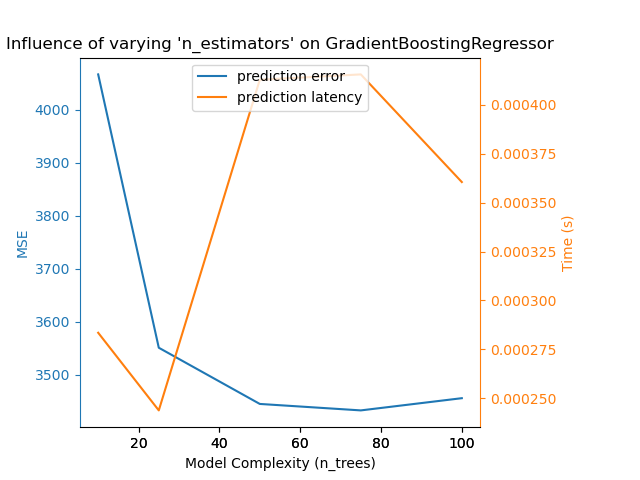 Influence of varying 'n_estimators' on GradientBoostingRegressor
prediction error
prediction latency
4000
3900
3800
3700
3600
3500
MSE
0.000400
0.000375
0.000350
0.000325
0.000300
0.000275
0.000250
Time (s)
20 40 60 80 100
Model Complexity (n_trees)